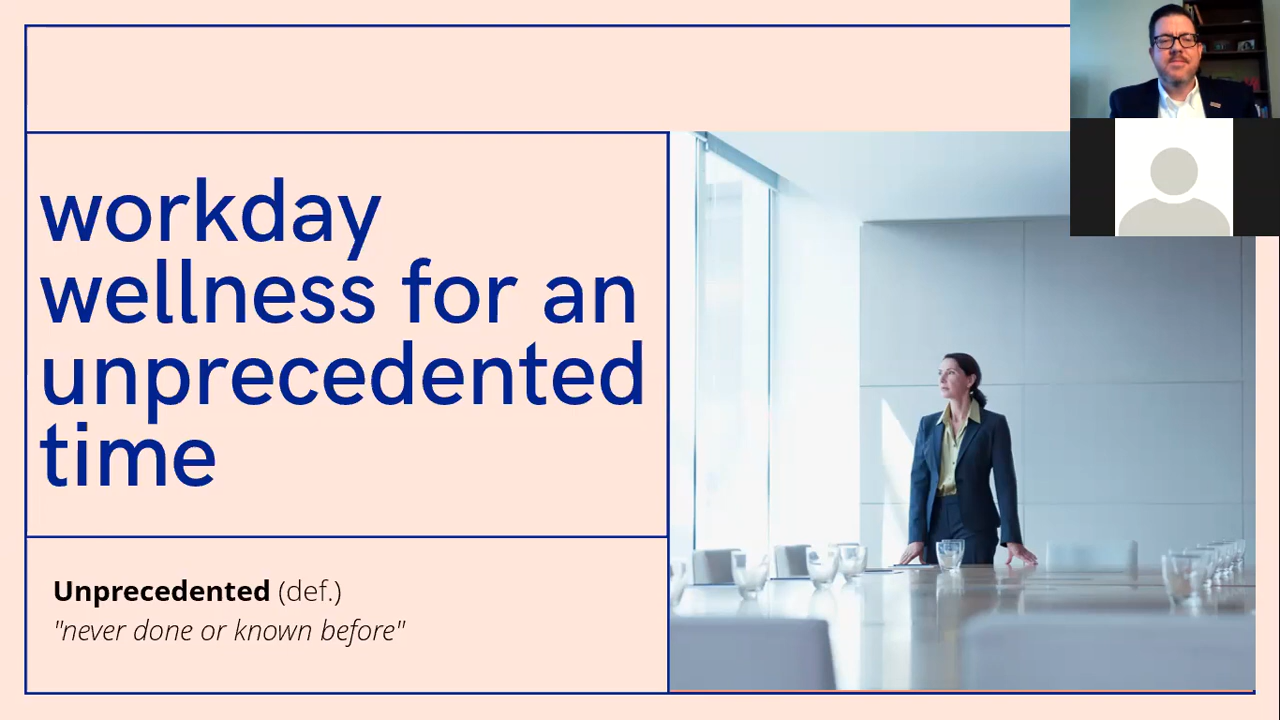 workday
wellness for an
unprecedented
time
Unprecedented (def.)
"never done or known before"